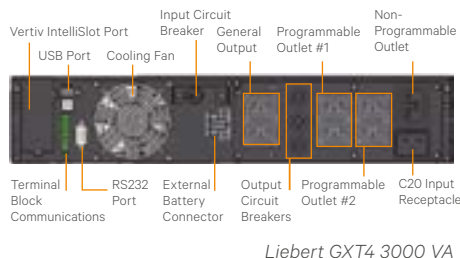 Vertiv IntelliSlot Port
USB Port
Cooling Fan
Input Circuit
Breaker
General
Output
Programmable
Outlet #1
Non-
Programmable
Outlet
Terminal
Block
Communications
RS232
Port
External
Battery
Connector
Output
Circuit
Breakers
Programmable
Outlet #2
C20 Input
Receptacle
Liebert GXT4 3000 VA